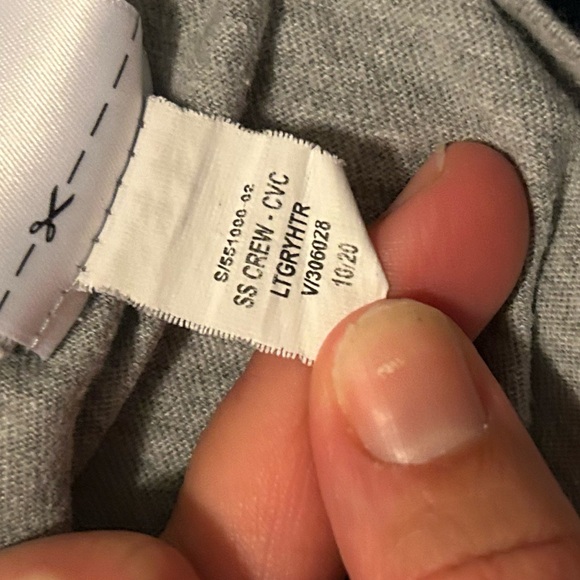 S/551000-02
SS CREW - CVC
LTGRYHTR
V/306028
10/20